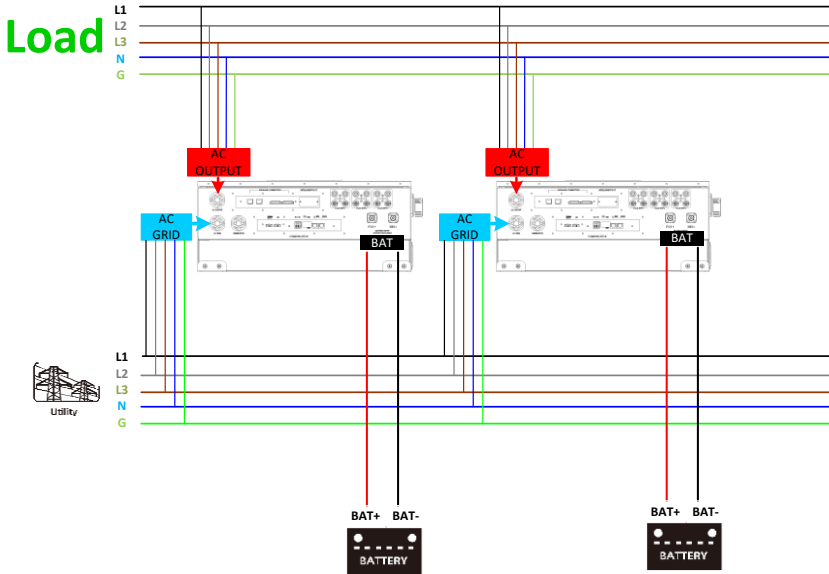 L1
L2
Load
L3
N
G
AC
OUTPUT
AC
OUTPUT
AC
GRID
AC
GRID
BAT
BAT
L1
L2
L3
N
G
Utility
BAT+ BAT-
BAT+ BAT-
BATTERY
BATTERY